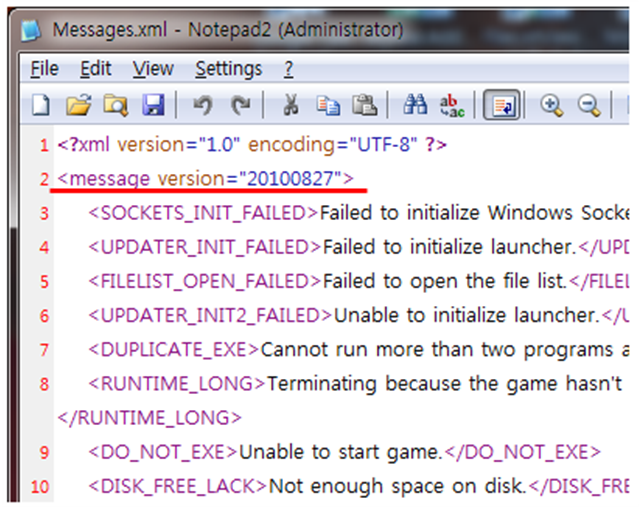 Messages.xml - Notepad2 (Administrator)
File Edit View Settings ?
1 <?xml version="1.0" encoding="UTF-8" ?>
2 <message version="20100827">
3 <SOCKETS_INIT_FAILED>Failed to initialize Windows Socke
4 <UPDATER_INIT_FAILED>Failed to initialize launcher.</UPD
5 <FILELIST_OPEN_FAILED>Failed to open the file list.</FILEL
6 <UPDATER_INIT2_FAILED>Unable to initialize launcher.</U
7 <DUPLICATE_EXE>Cannot run more than two programs a
8 <RUNTIME_LONG>Terminating because the game hasn't
</RUNTIME_LONG>
9 <DO_NOT_EXE>Unable to start game.</DO_NOT_EXE>
10 <DISK_FREE_LACK>Not enough space on disk.</DISK_FRE